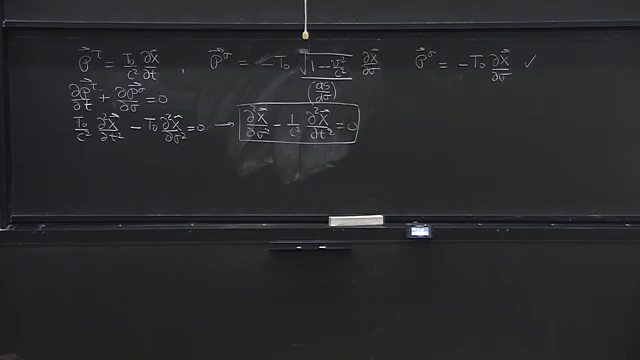 𝒫⃗^τ = T₀/c² ∂X⃗/∂t , 𝒫⃗^σ = −T₀ √(1 − v²/c²)/(ds/dσ) ∂X⃗/∂σ 𝒫⃗^σ = −T₀ ∂X⃗/∂σ ✓
∂𝒫⃗^τ/∂t + ∂𝒫⃗^σ/∂σ = 0
T₀/c² ∂²X⃗/∂t² − T₀ ∂²X⃗/∂σ² = 0 → ∂²X⃗/∂σ² − 1/c² ∂²X⃗/∂t² = 0